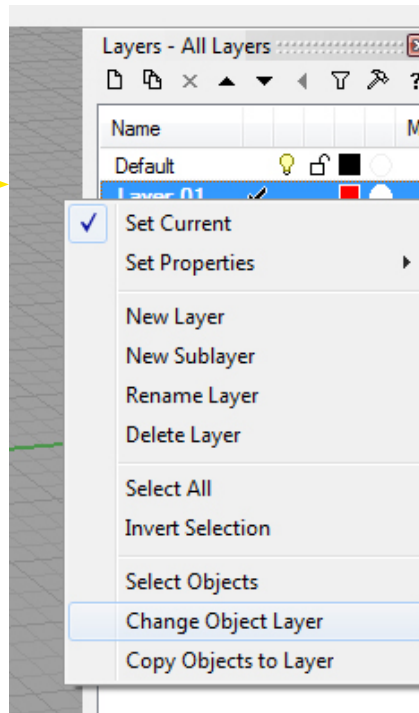 Layers - All Layers
?
Name M
Default
Layer 01
Set Current
Set Properties
New Layer
New Sublayer
Rename Layer
Delete Layer
Select All
Invert Selection
Select Objects
Change Object Layer
Copy Objects to Layer